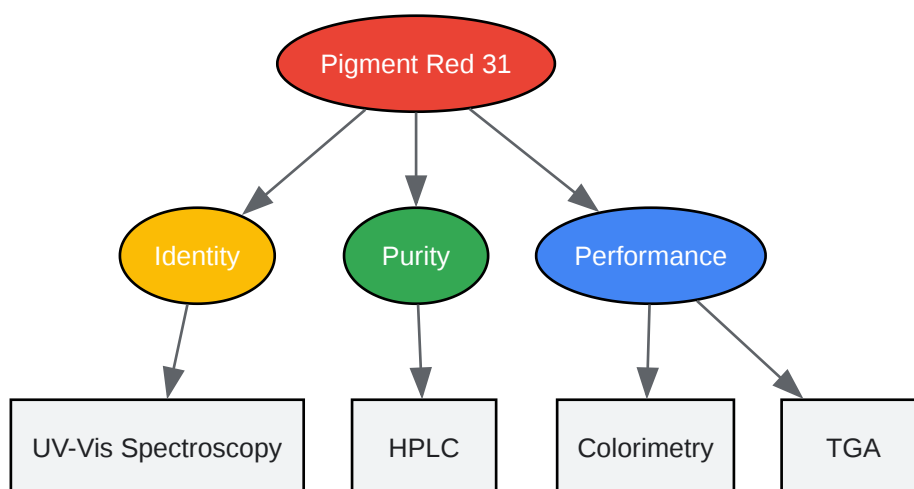 Pigment Red 31
Identity
Purity
Performance
UV-Vis Spectroscopy
HPLC
Colorimetry
TGA